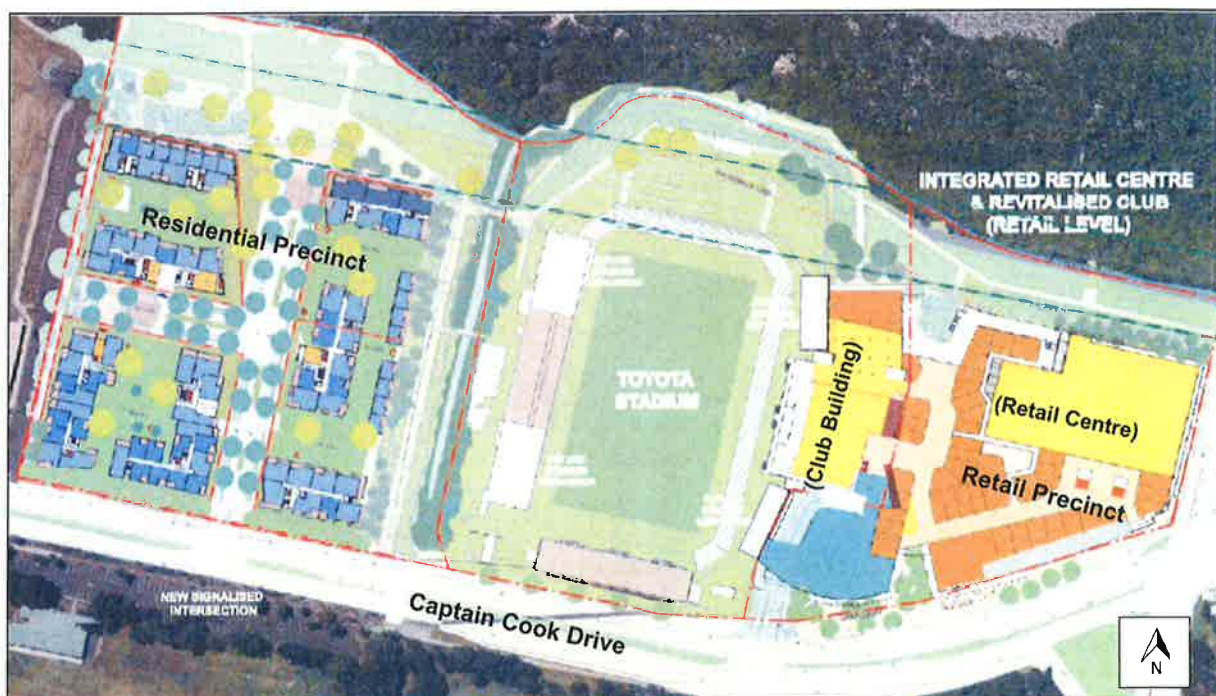 INTEGRATED RETAIL CENTRE
& REVITALISED CLUB
(RETAIL LEVEL)
Residential Precinct
TOYOTA
STADIUM
(Club Building)
(Retail Centre)
Retail Precinct
NEW SIGNALISED
INTERSECTION
Captain Cook Drive
N